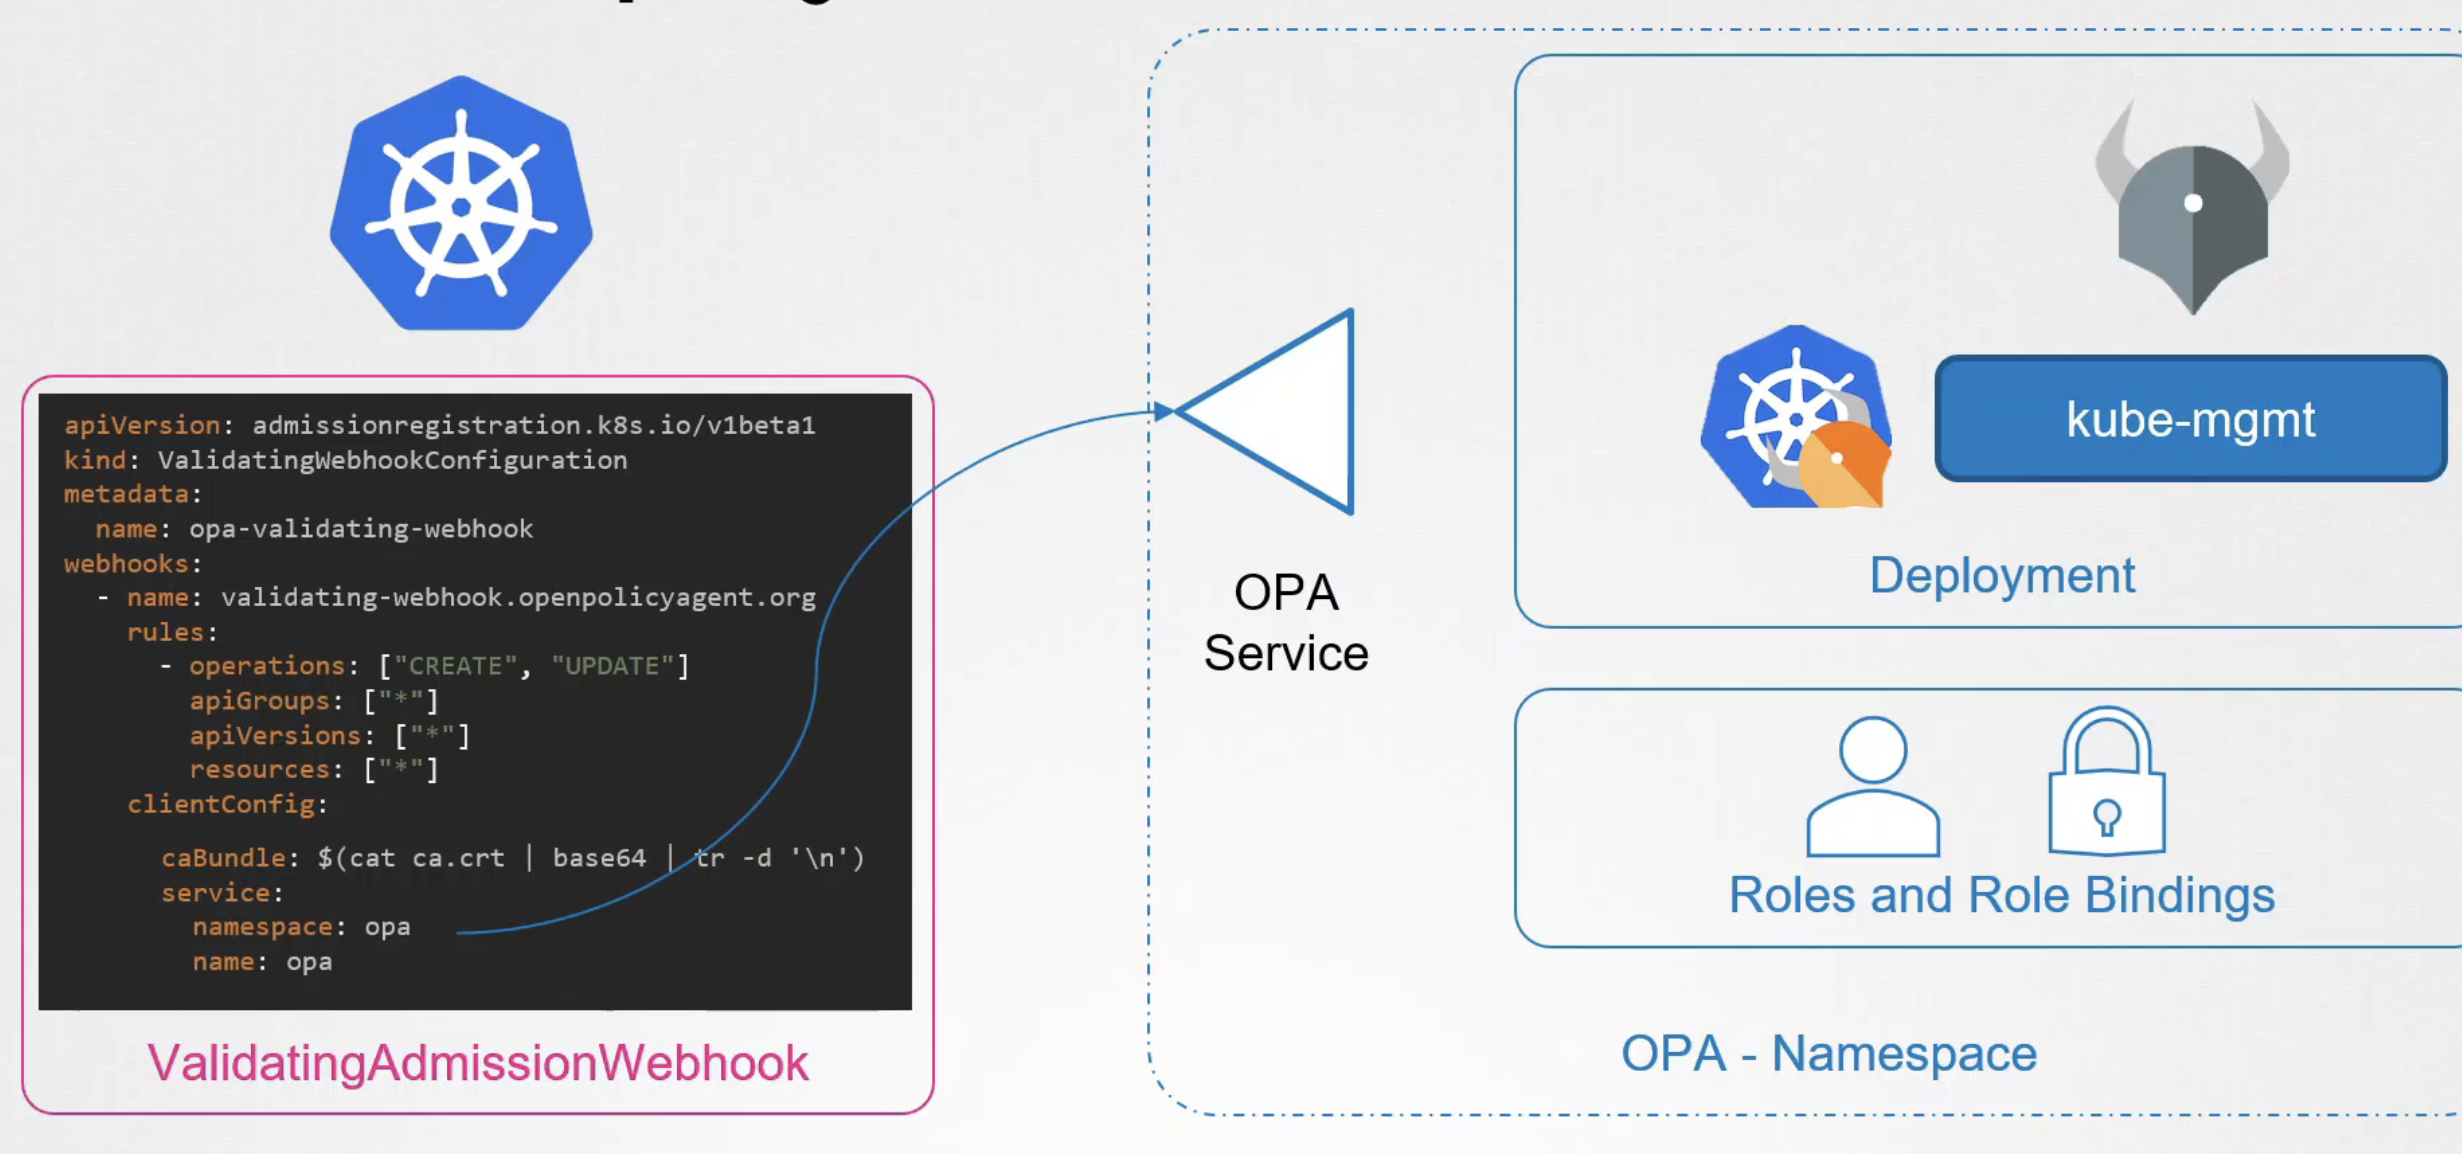 apiVersion: admissionregistration.k8s.io/v1beta1
kind: ValidatingWebhookConfiguration
metadata:
  name: opa-validating-webhook
webhooks:
  - name: validating-webhook.openpolicyagent.org
    rules:
      - operations: ["CREATE", "UPDATE"]
        apiGroups: ["*"]
        apiVersions: ["*"]
        resources: ["*"]
    clientConfig:
      caBundle: $(cat ca.crt | base64 | tr -d '\n')
      service:
        namespace: opa
        name: opa
ValidatingAdmissionWebhook
OPA
Service
kube-mgmt
Deployment
Roles and Role Bindings
OPA - Namespace